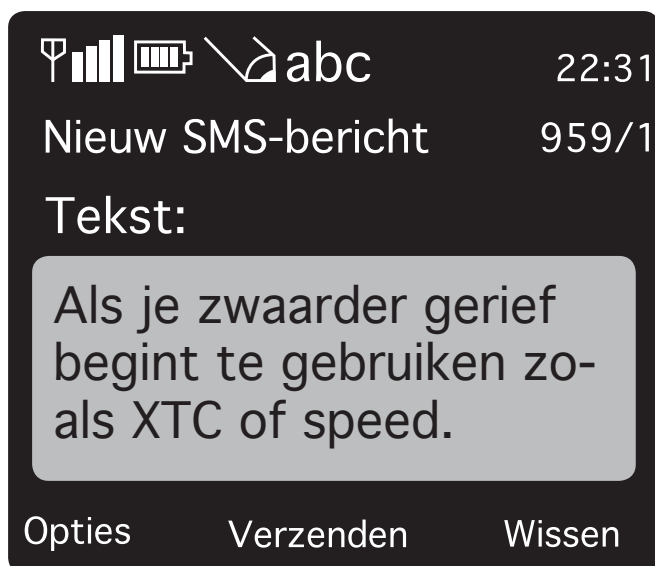 abc 22:31
Nieuw SMS-bericht 959/1
Tekst:
Als je zwaarder gerief
begint te gebruiken zo-
als XTC of speed.
Opties Verzenden Wissen